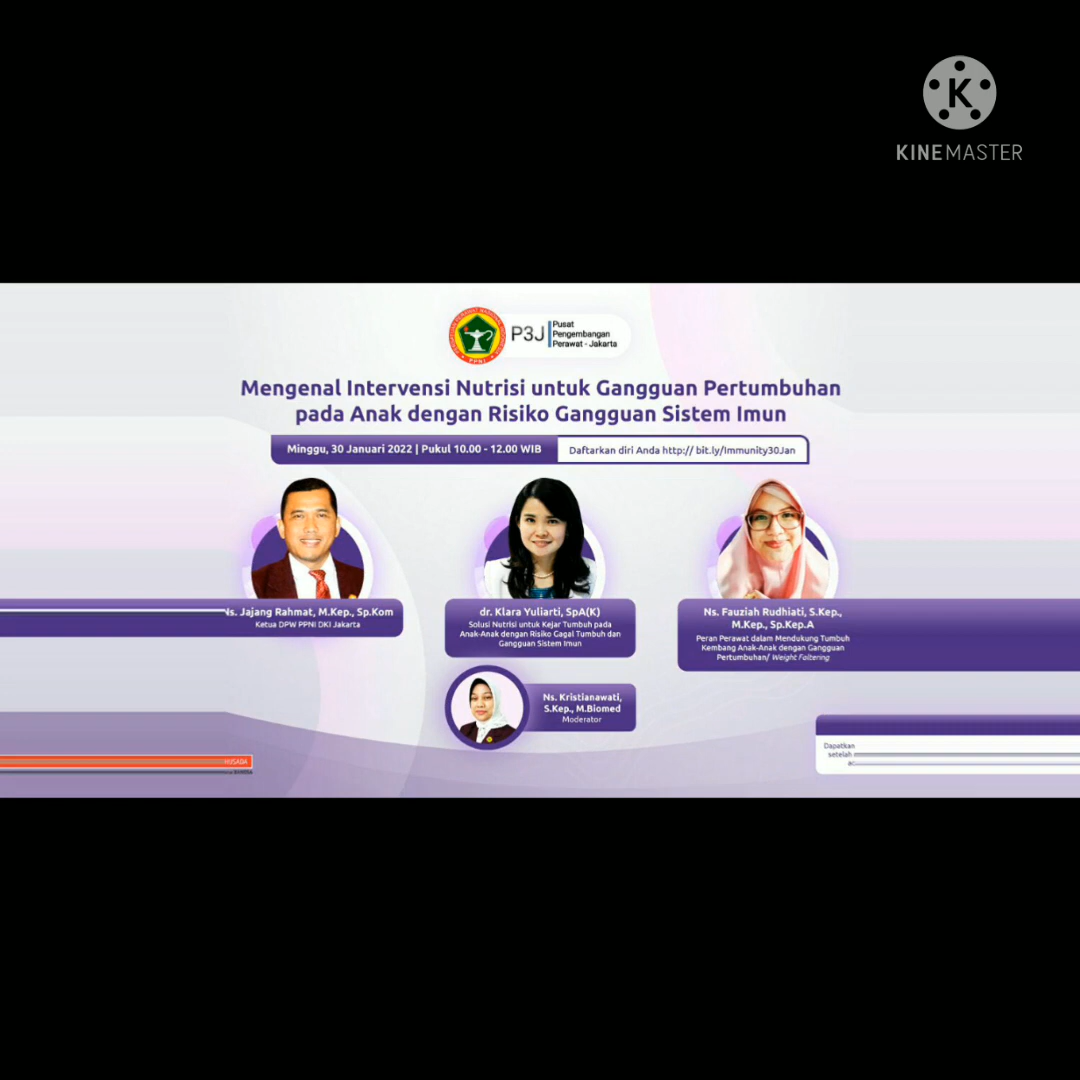 KINEMASTER
P3J
Pusat
Pengembangan
Perawat - Jakarta
PPNI
Mengenal Intervensi Nutrisi untuk Gangguan Pertumbuhan
pada Anak dengan Risiko Gangguan Sistem Imun
Minggu, 30 Januari 2022 | Pukul 10.00 - 12.00 WIB
Daftarkan diri Anda http:// bit.ly/Immunity30Jan
Ns. Jajang Rahmat, M.Kep., Sp.Kom
Ketua DPW PPNI DKI Jakarta
dr. Klara Yuliarti, SpA(K)
Solusi Nutrisi untuk Kejar Tumbuh pada
Anak-Anak dengan Risiko Gagal Tumbuh dan
Gangguan Sistem Imun
Ns. Fauziah Rudhiati, S.Kep.,
M.Kep., Sp.Kep.A
Peran Perawat dalam Mendukung Tumbuh
Kembang Anak-Anak dengan Gangguan
Pertumbuhan/ Weight Faltering
Ns. Kristianawati,
S.Kep., M.Biomed
Moderator
HUSADA
Dapatkan
setelah